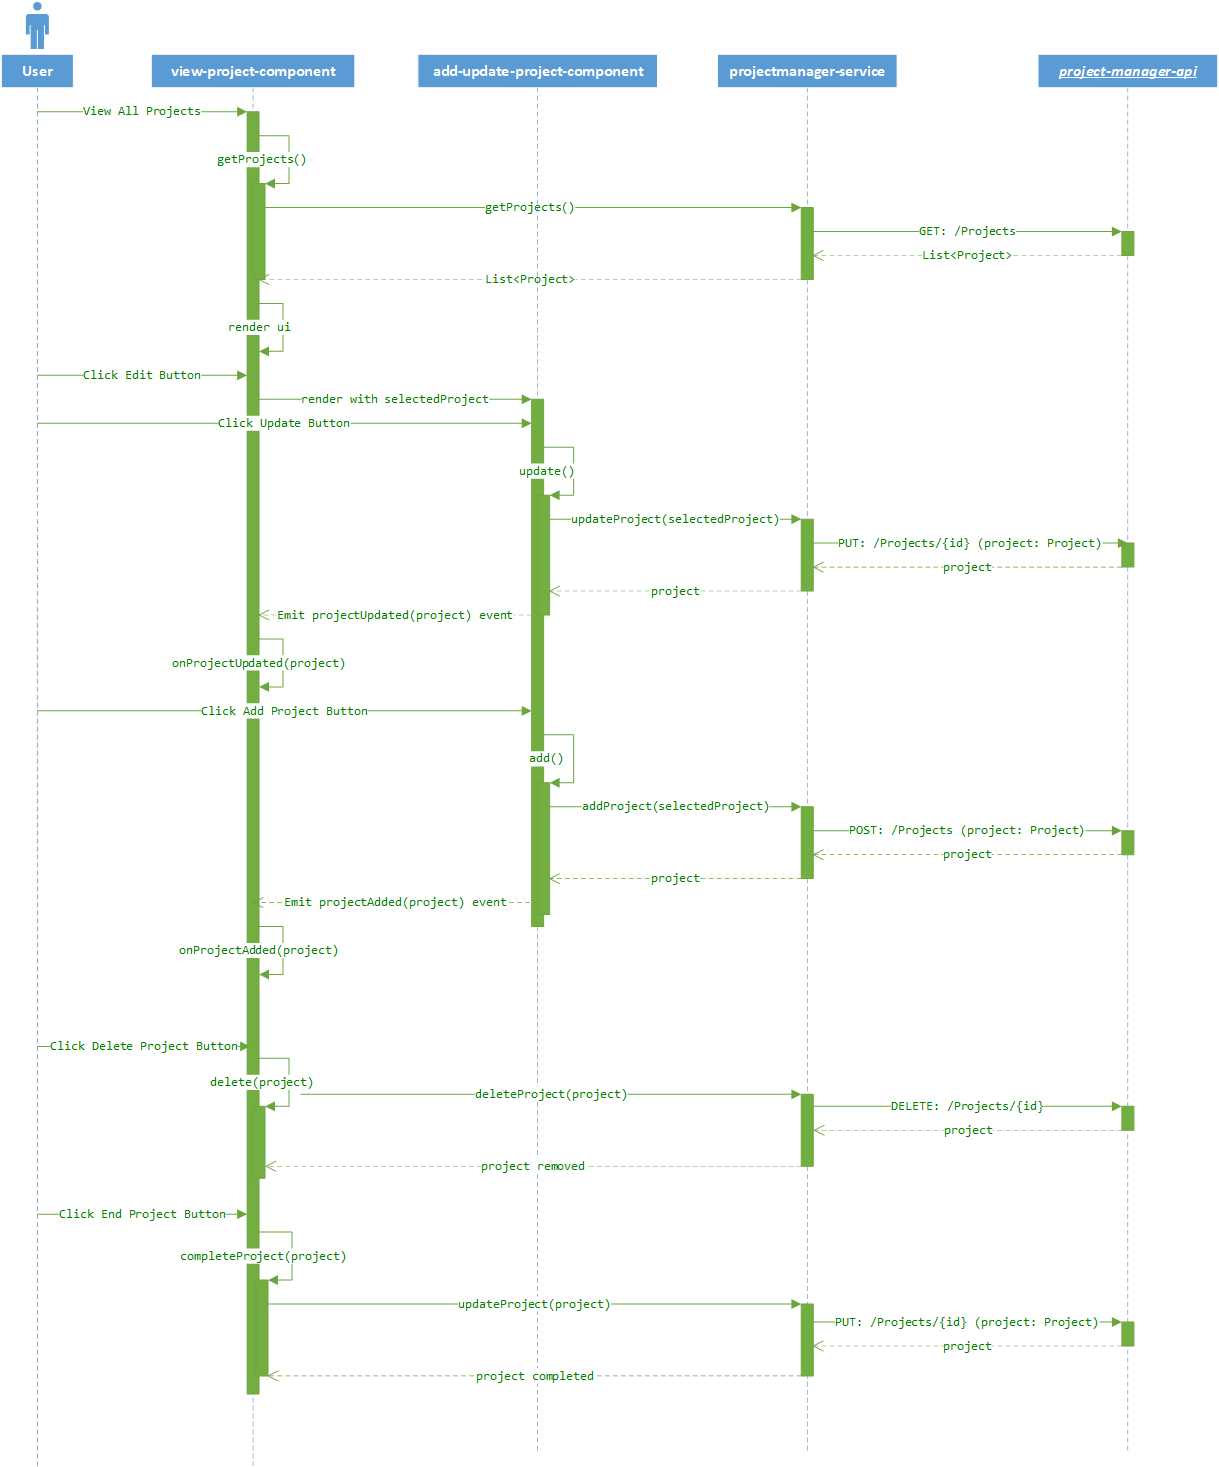 User
view-project-component
add-update-project-component
projectmanager-service
project-manager-api
View All Projects
getProjects()
getProjects()
GET: /Projects
List<Project>
List<Project>
render ui
Click Edit Button
render with selectedProject
Click Update Button
update()
updateProject(selectedProject)
PUT: /Projects/{id} (project: Project)
project
project
Emit projectUpdated(project) event
onProjectUpdated(project)
Click Add Project Button
add()
addProject(selectedProject)
POST: /Projects (project: Project)
project
project
Emit projectAdded(project) event
onProjectAdded(project)
Click Delete Project Button
delete(project)
deleteProject(project)
DELETE: /Projects/{id}
project
project removed
Click End Project Button
completeProject(project)
updateProject(project)
PUT: /Projects/{id} (project: Project)
project
project completed